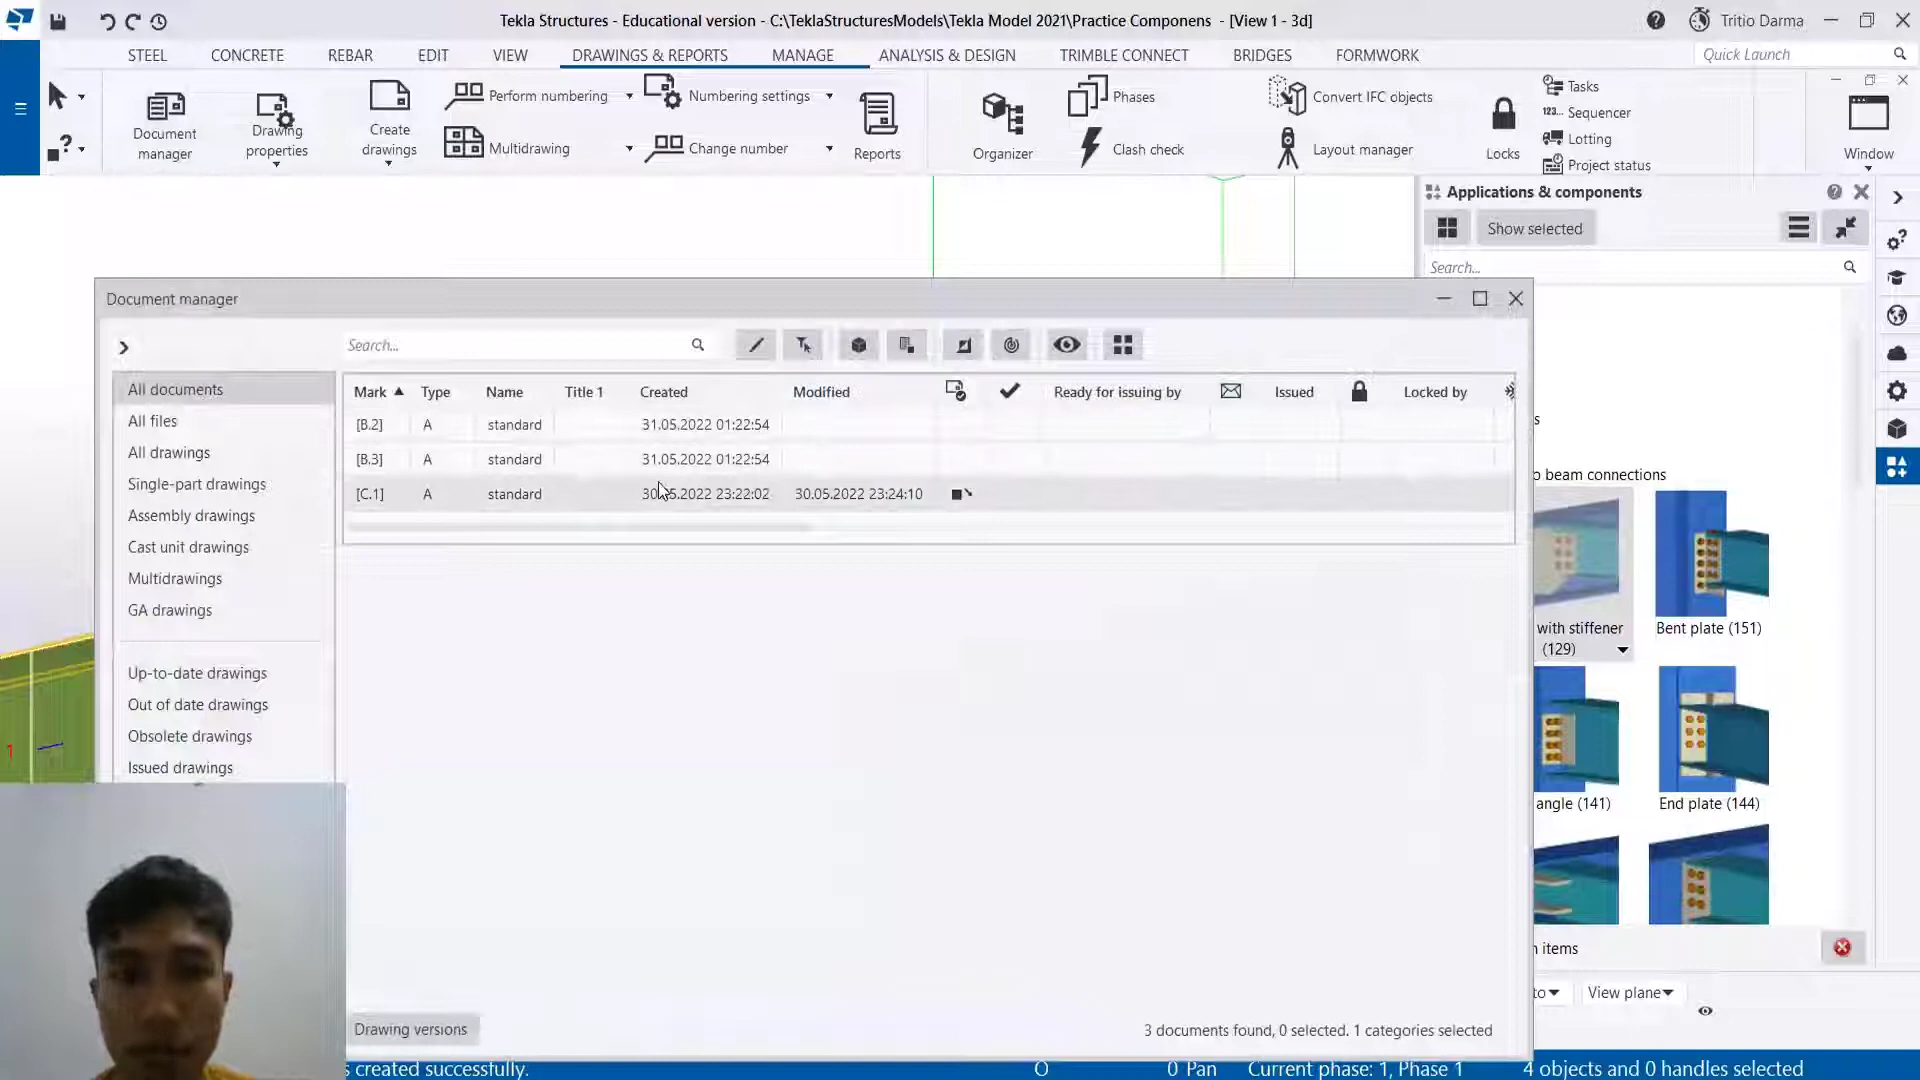 Tekla Structures - Educational version - C:\TeklaStructuresModels\Tekla Model 2021\Practice Componens - [View 1 - 3d]
Tritio Darma
STEEL CONCRETE REBAR EDIT VIEW DRAWINGS & REPORTS MANAGE ANALYSIS & DESIGN TRIMBLE CONNECT BRIDGES FORMWORK
Quick Launch
Document manager
Drawing properties
Create drawings
Perform numbering
Multidrawing
Numbering settings
Change number
Reports
Organizer
Phases
Clash check
Convert IFC objects
Layout manager
Locks
Tasks
123... Sequencer
Lotting
Project status
Window
Applications & components
Show selected
Search...
Document manager
Search...
All documents
All files
All drawings
Single-part drawings
Assembly drawings
Cast unit drawings
Multidrawings
GA drawings
Up-to-date drawings
Out of date drawings
Obsolete drawings
Issued drawings
Mark Type Name Title 1 Created Modified Ready for issuing by Issued Locked by
[B.2] A standard 31.05.2022 01:22:54
[B.3] A standard 31.05.2022 01:22:54
[C.1] A standard 30.05.2022 23:22:02 30.05.2022 23:24:10
Drawing versions
3 documents found, 0 selected. 1 categories selected
s
o beam connections
with stiffener
(129)
Bent plate (151)
angle (141)
End plate (144)
items
to
View plane
1
s created successfully.
O
0 Pan
Current phase: 1, Phase 1
4 objects and 0 handles selected